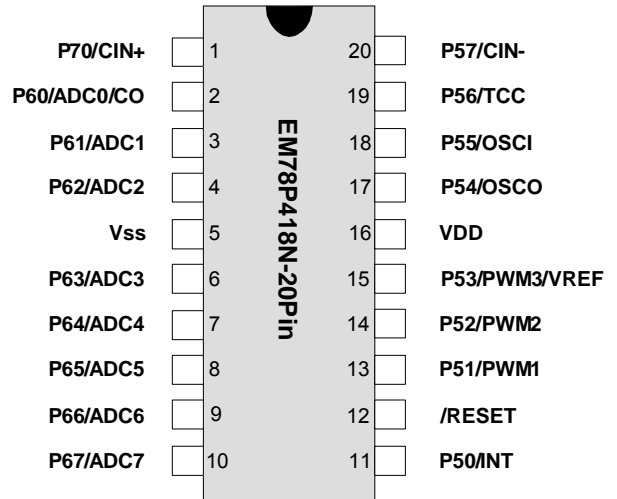 P70/CIN+ 1 20 P57/CIN-
P60/ADC0/CO 2 19 P56/TCC
P61/ADC1 3 18 P55/OSCI
P62/ADC2 4 17 P54/OSCO
Vss 5 16 VDD
P63/ADC3 6 15 P53/PWM3/VREF
P64/ADC4 7 14 P52/PWM2
P65/ADC5 8 13 P51/PWM1
P66/ADC6 9 12 /RESET
P67/ADC7 10 11 P50/INT
EM78P418N-20Pin